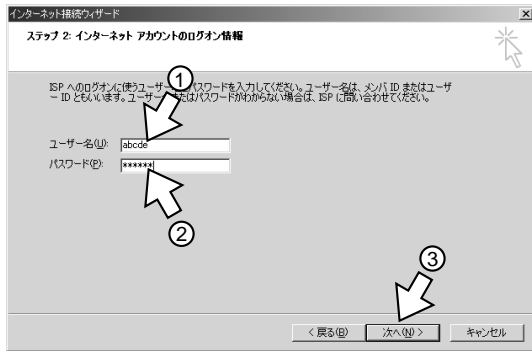 インターネット接続ウィザード
ステップ 2: インターネット アカウントのログオン情報
ISP へのログオンに使うユーザー パスワードを入力してください。ユーザー名は、メンバ ID またはユーザ
ー ID ともいいます。ユーザー またはパスワードがわからない場合は、ISP に問い合わせてください。
①
ユーザー名(U): abcde
パスワード(P): ******
②
③
< 戻る(B) 次へ(N) > キャンセル